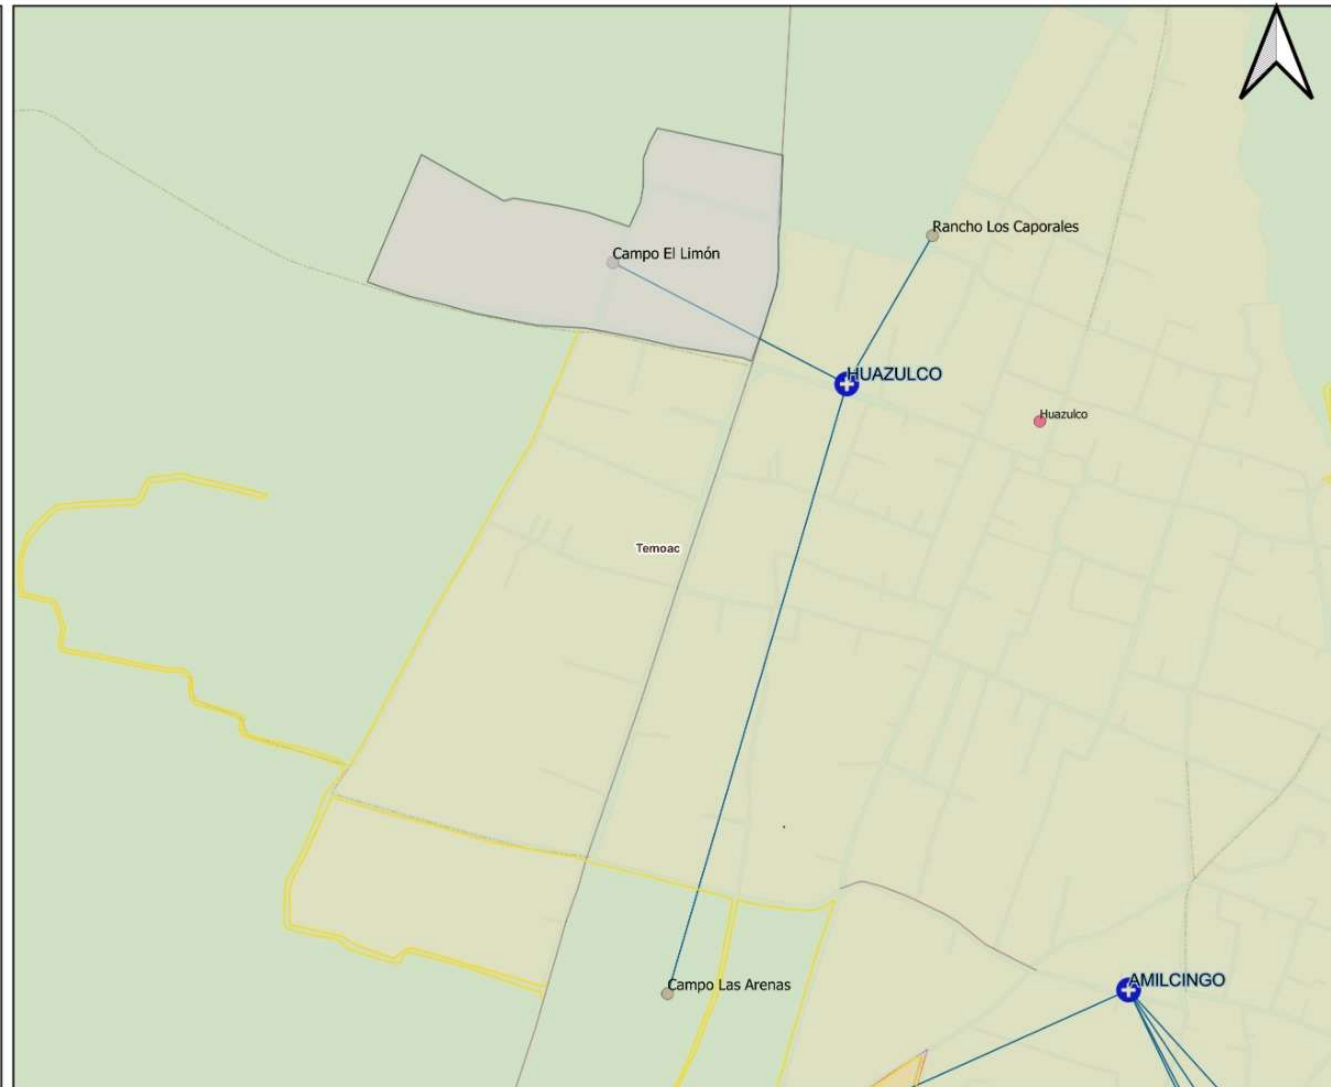 Rancho Los Caporales
Campo El Limón
HUAZULCO
Huazulco
Temoac
Campo Las Arenas
AMILCINGO